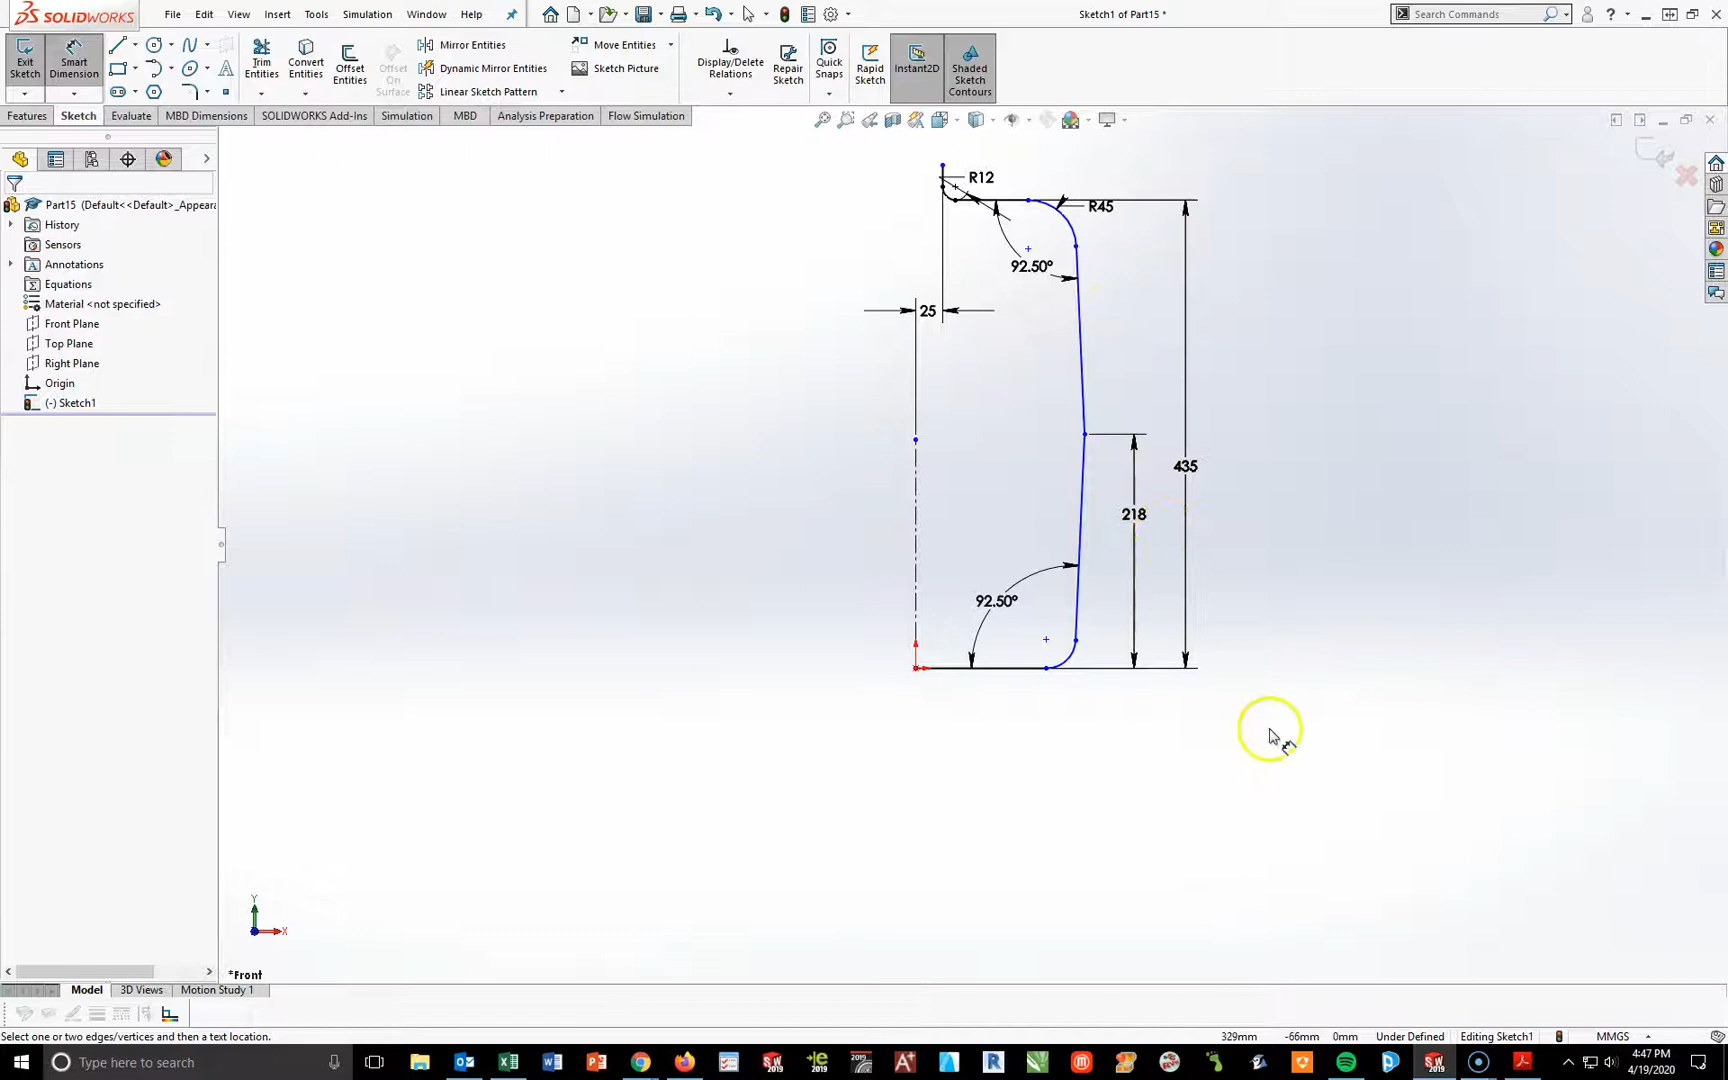 SOLIDWORKS File Edit View Insert Tools Simulation Window Help Sketch1 of Part15 * Search Commands
Exit Sketch
Smart Dimension
Trim Entities
Convert Entities
Offset Entities
Offset On Surface
Mirror Entities
Dynamic Mirror Entities
Linear Sketch Pattern
Move Entities
Sketch Picture
Display/Delete Relations
Repair Sketch
Quick Snaps
Rapid Sketch
Instant2D
Shaded Sketch Contours
Features Sketch Evaluate MBD Dimensions SOLIDWORKS Add-Ins Simulation MBD Analysis Preparation Flow Simulation
Part15 (Default<<Default>_Appeara
History
Sensors
Annotations
Equations
Material <not specified>
Front Plane
Top Plane
Right Plane
Origin
(-) Sketch1
R12
R45
92.50°
25
435
218
92.50°
Y
X
*Front
Model 3D Views Motion Study 1
Select one or two edges/vertices and then a text location. 329mm -66mm 0mm Under Defined Editing Sketch1 MMGS
Type here to search
4:47 PM
4/19/2020